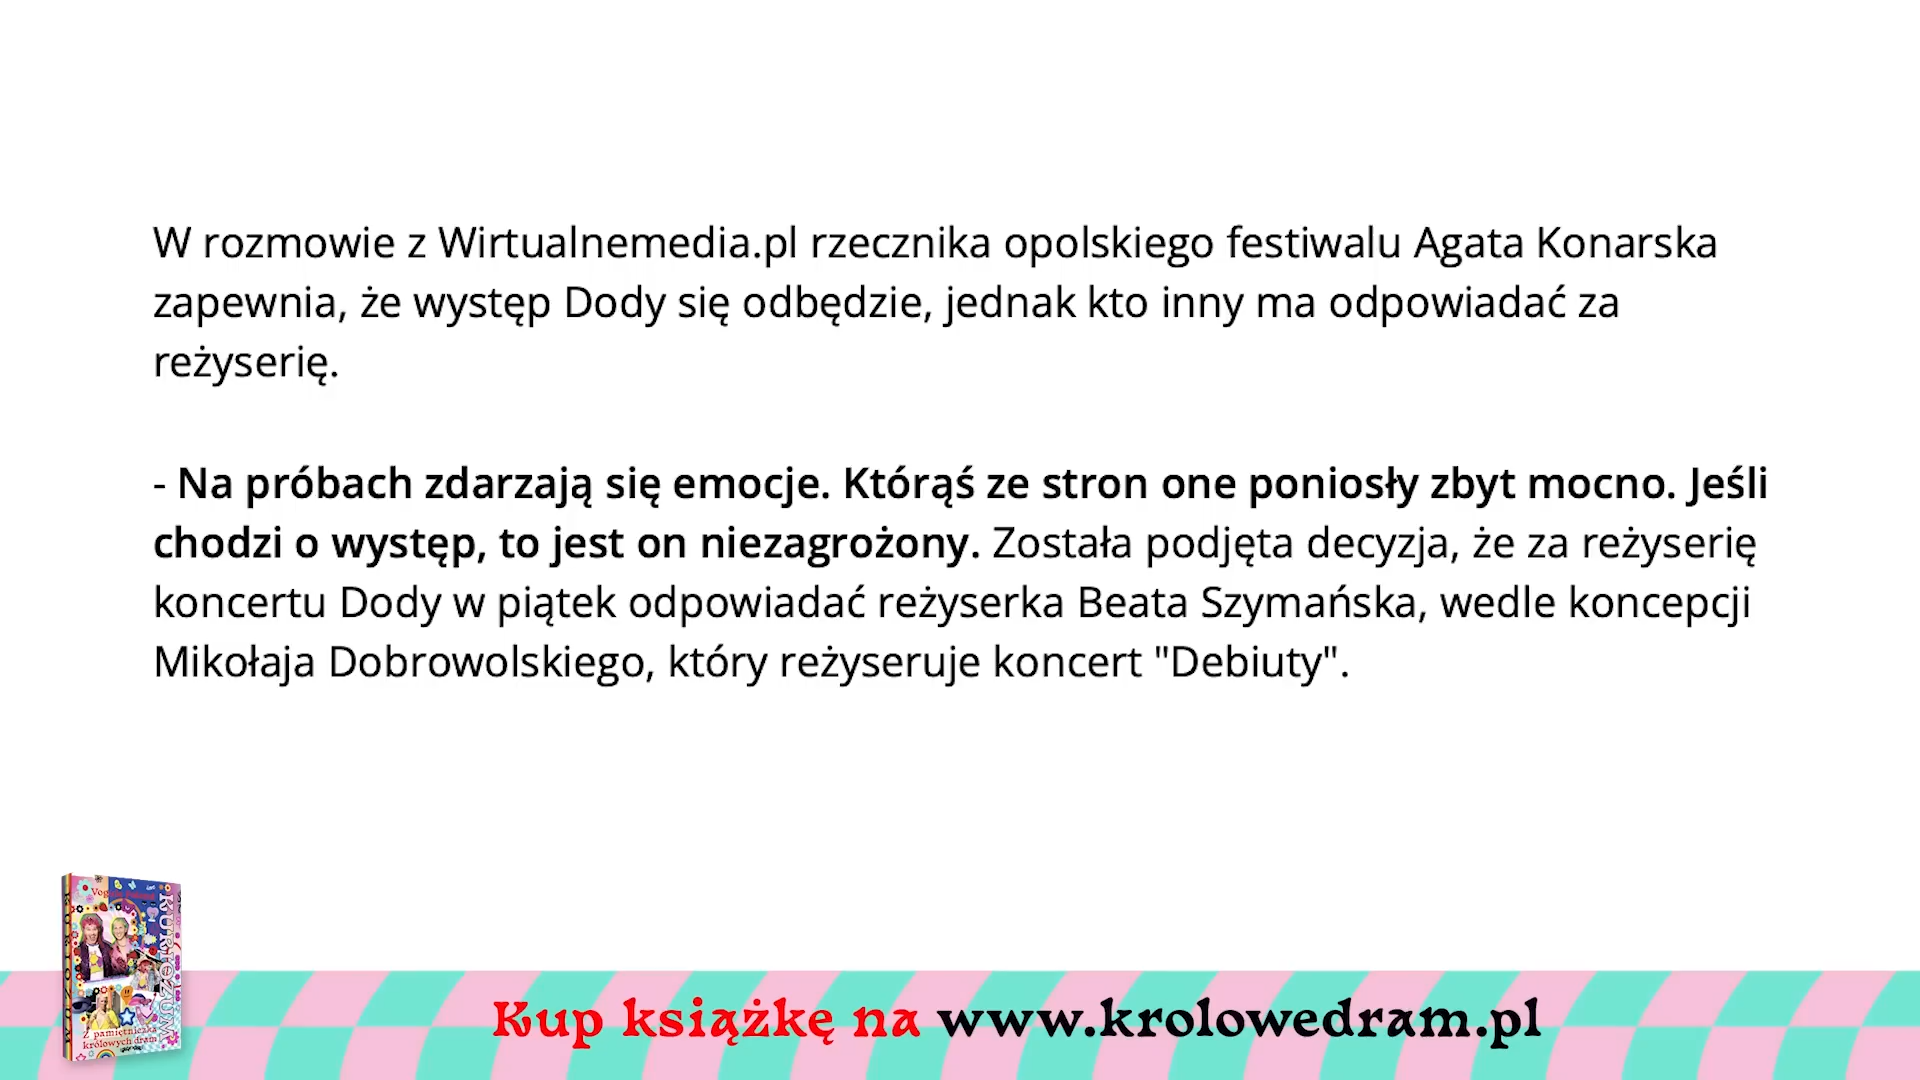 W rozmowie z Wirtualnemedia.pl rzecznika opolskiego festiwalu Agata Konarska
zapewnia, że występ Dody się odbędzie, jednak kto inny ma odpowiadać za
reżyserię.
- Na próbach zdarzają się emocje. Którąś ze stron one poniosły zbyt mocno. Jeśli
chodzi o występ, to jest on niezagrożony. Została podjęta decyzja, że za reżyserię
koncertu Dody w piątek odpowiadać reżyserka Beata Szymańska, wedle koncepcji
Mikołaja Dobrowolskiego, który reżyseruje koncert "Debiuty".
Z pamiętniczka
królowych dram
Kup książkę na www.krolowedram.pl